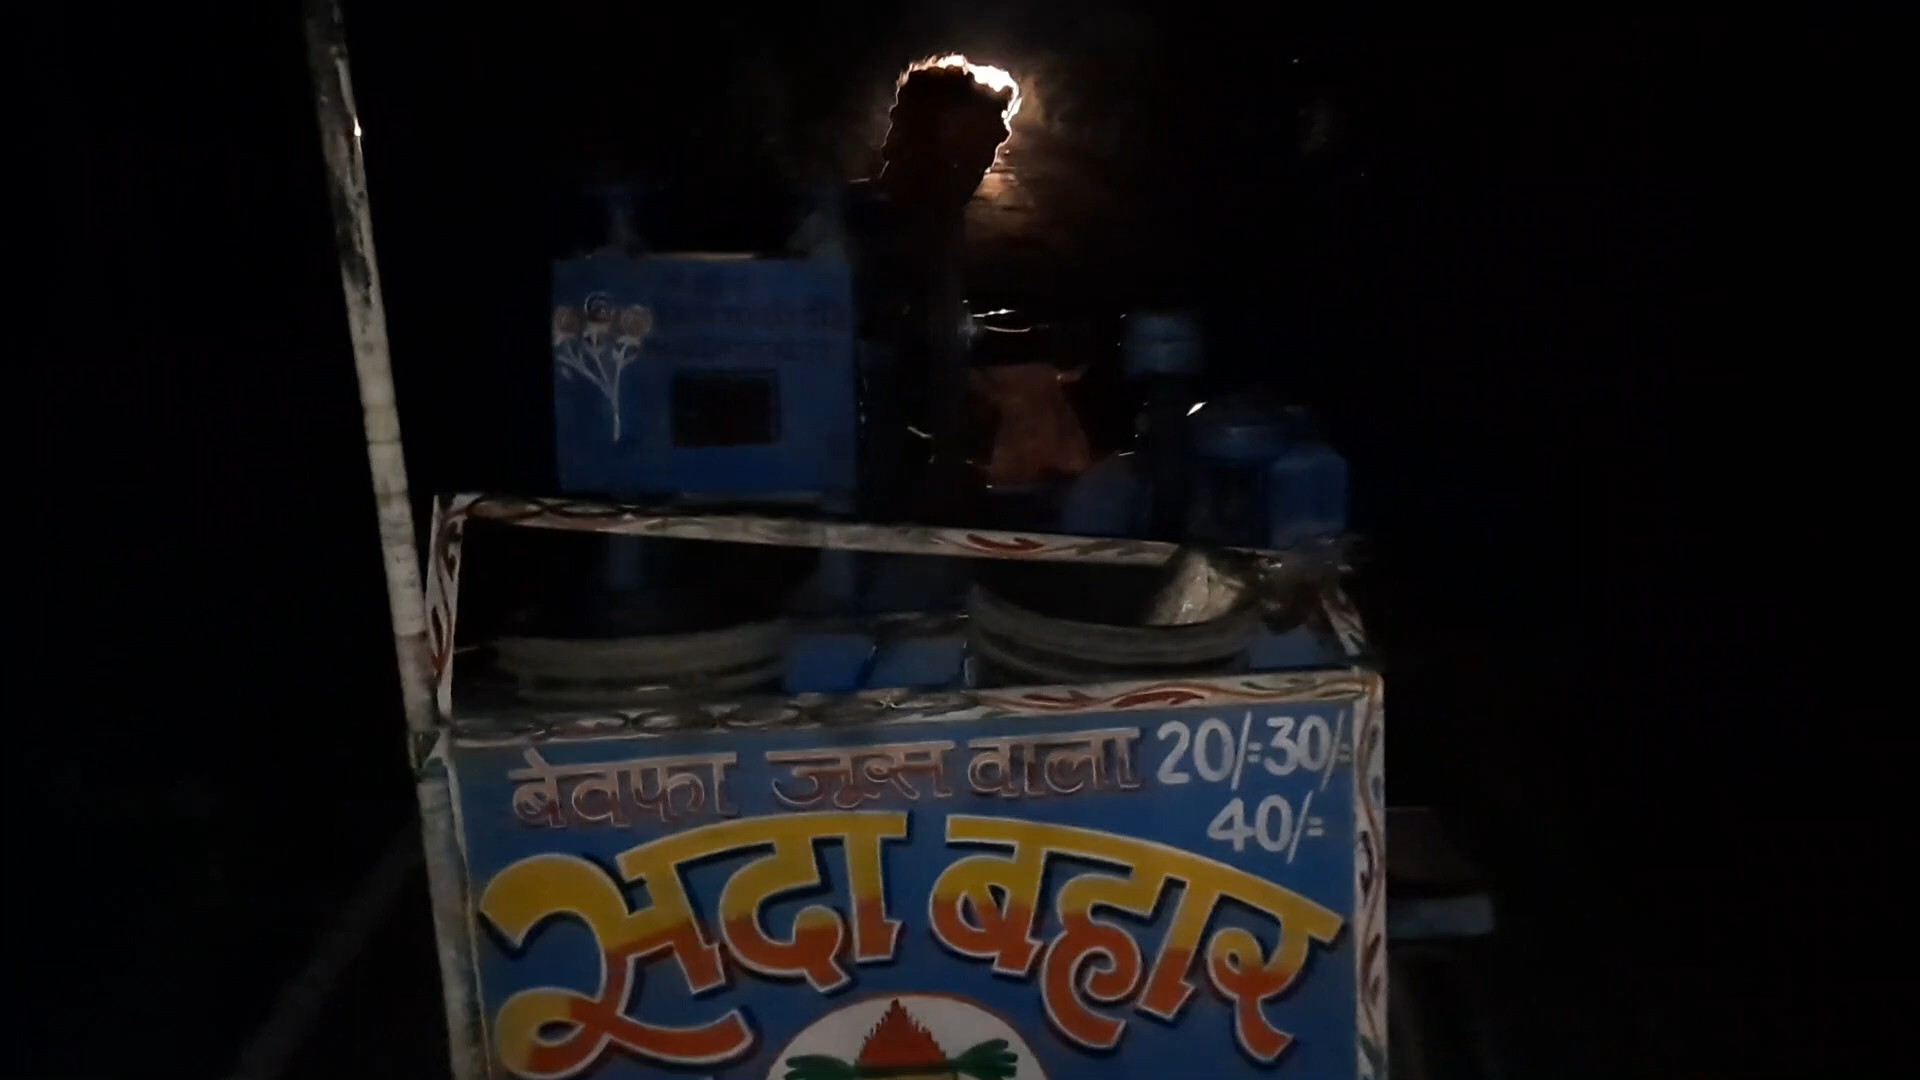 बेवफा जूस वाला 20/= 30/=
40/=
सदा बहार